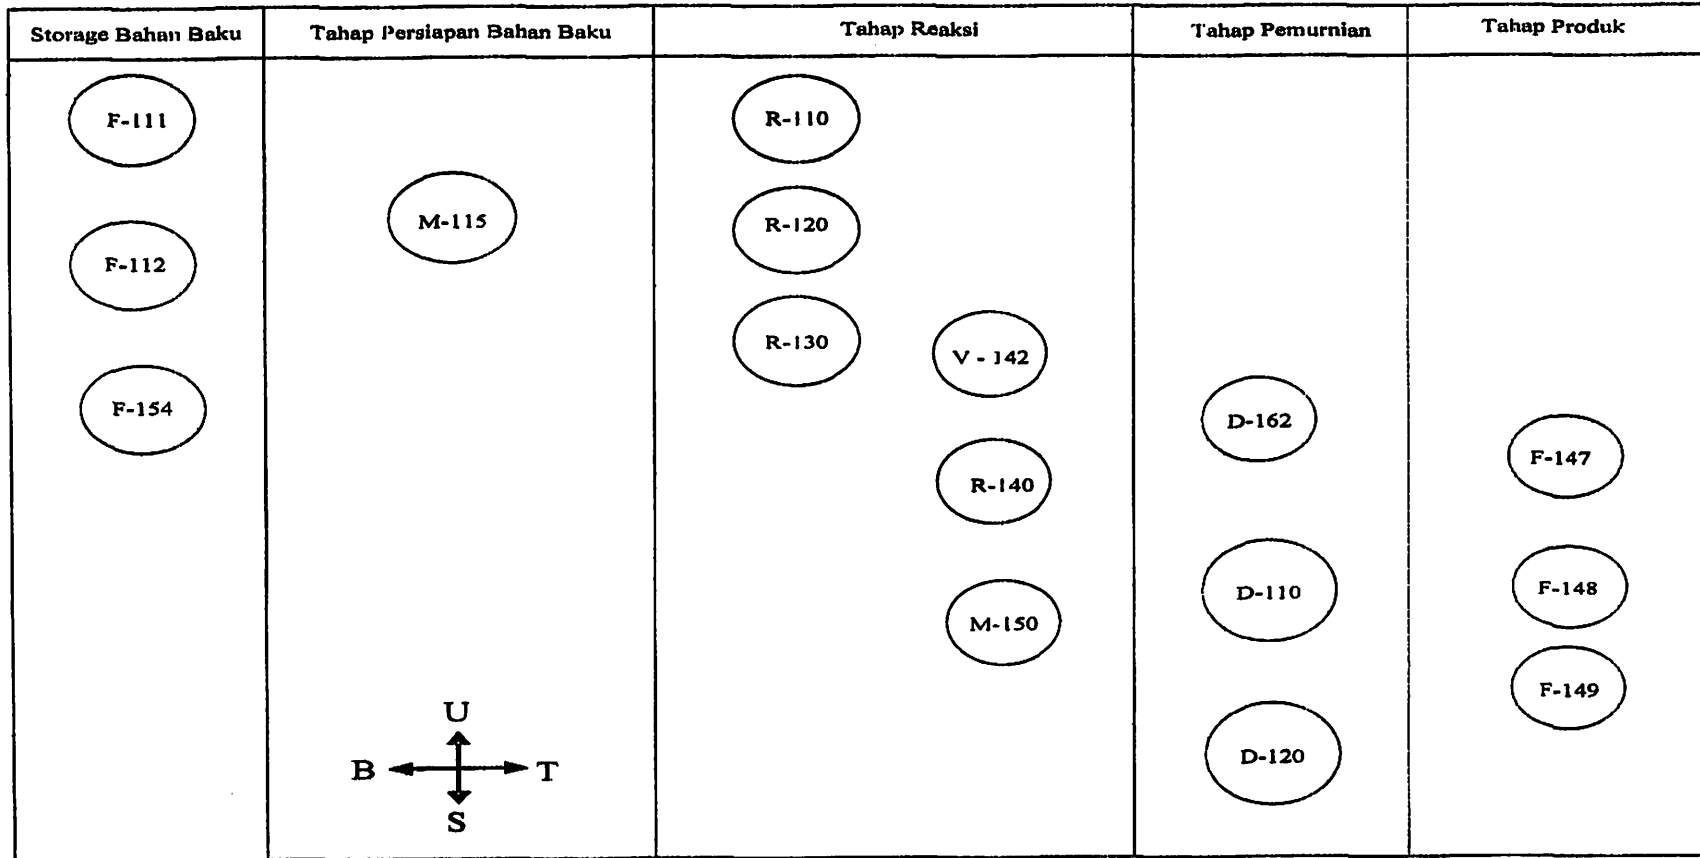 Storage Bahan Baku
Tahap Persiapan Bahan Baku
Tahap Reaksi
Tahap Pemurnian
Tahap Produk
F-111
F-112
F-154
M-115
U
B
T
S
R-110
R-120
R-130
V - 142
R-140
M-150
D-162
D-110
D-120
F-147
F-148
F-149